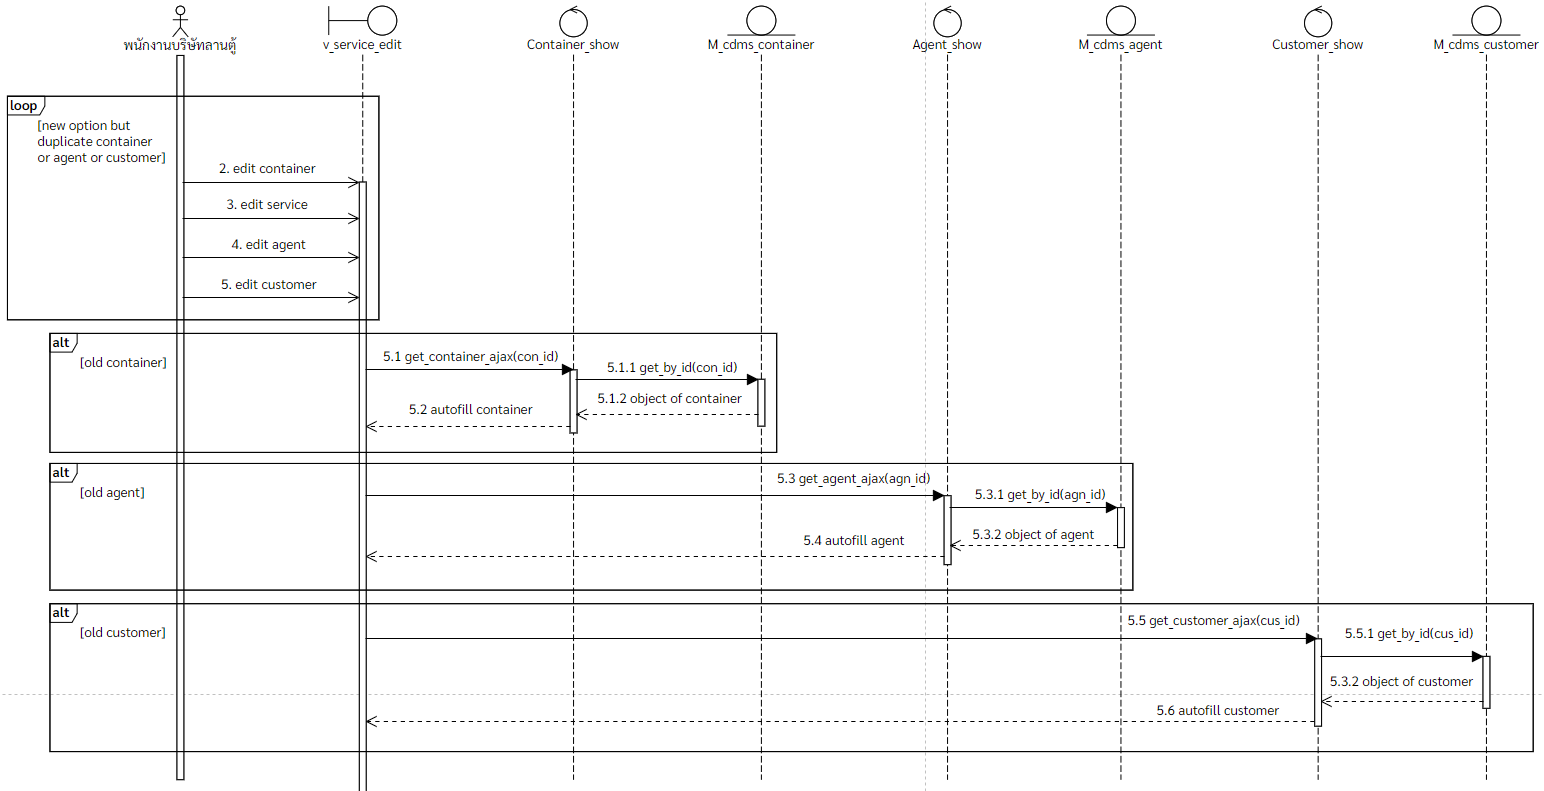 พนักงานบริษัทลานตู้
v_service_edit
Container_show
M_cdms_container
Agent_show
M_cdms_agent
Customer_show
M_cdms_customer
loop
[new option but
duplicate container
or agent or customer]
2. edit container
3. edit service
4. edit agent
5. edit customer
alt
[old container]
5.1 get_container_ajax(con_id)
5.1.1 get_by_id(con_id)
5.1.2 object of container
5.2 autofill container
alt
[old agent]
5.3 get_agent_ajax(agn_id)
5.3.1 get_by_id(agn_id)
5.3.2 object of agent
5.4 autofill agent
alt
[old customer]
5.5 get_customer_ajax(cus_id)
5.5.1 get_by_id(cus_id)
5.3.2 object of customer
5.6 autofill customer